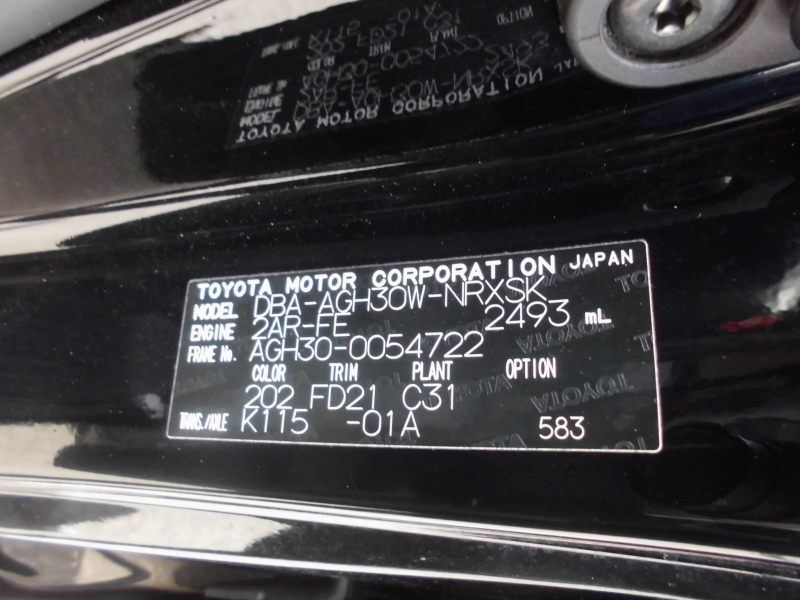 TOYOTA MOTOR CORPORATION JAPAN
MODEL DBA-AGH30W-NRXSK
ENGINE 2AR-FE 2493 mL
FRAME No. AGH30-0054722
COLOR TRIM PLANT OPTION
202 FD21 C31
TRANS./AXLE K115 -01A 583